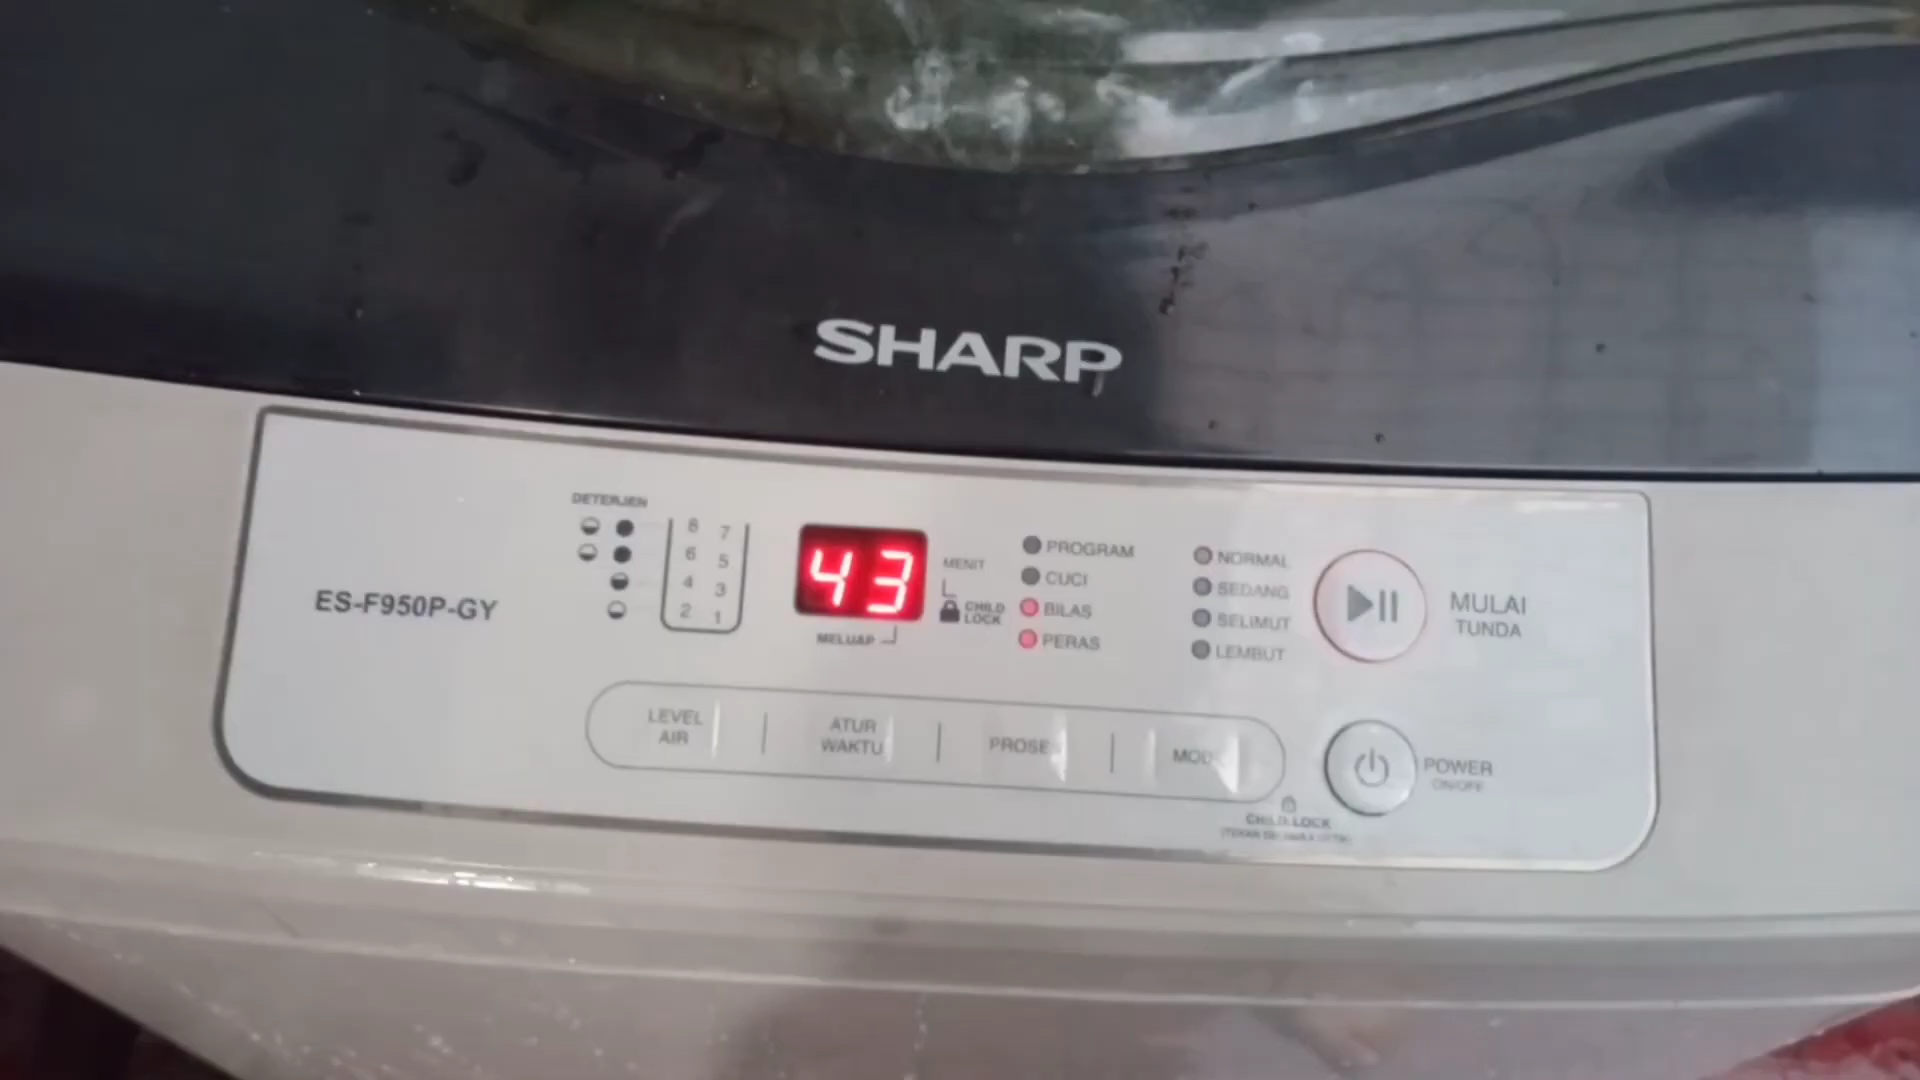 SHARP
ES-F950P-GY
DETERJEN
8 7
6 5
4 3
2 1
43
MENIT
CHILD
LOCK
MELUAP
PROGRAM
CUCI
BILAS
PERAS
NORMAL
SEDANG
SELIMUT
LEMBUT
MULAI
TUNDA
LEVEL
AIR
ATUR
WAKTU
PROSES
POWER
ON/OFF
CHILD LOCK